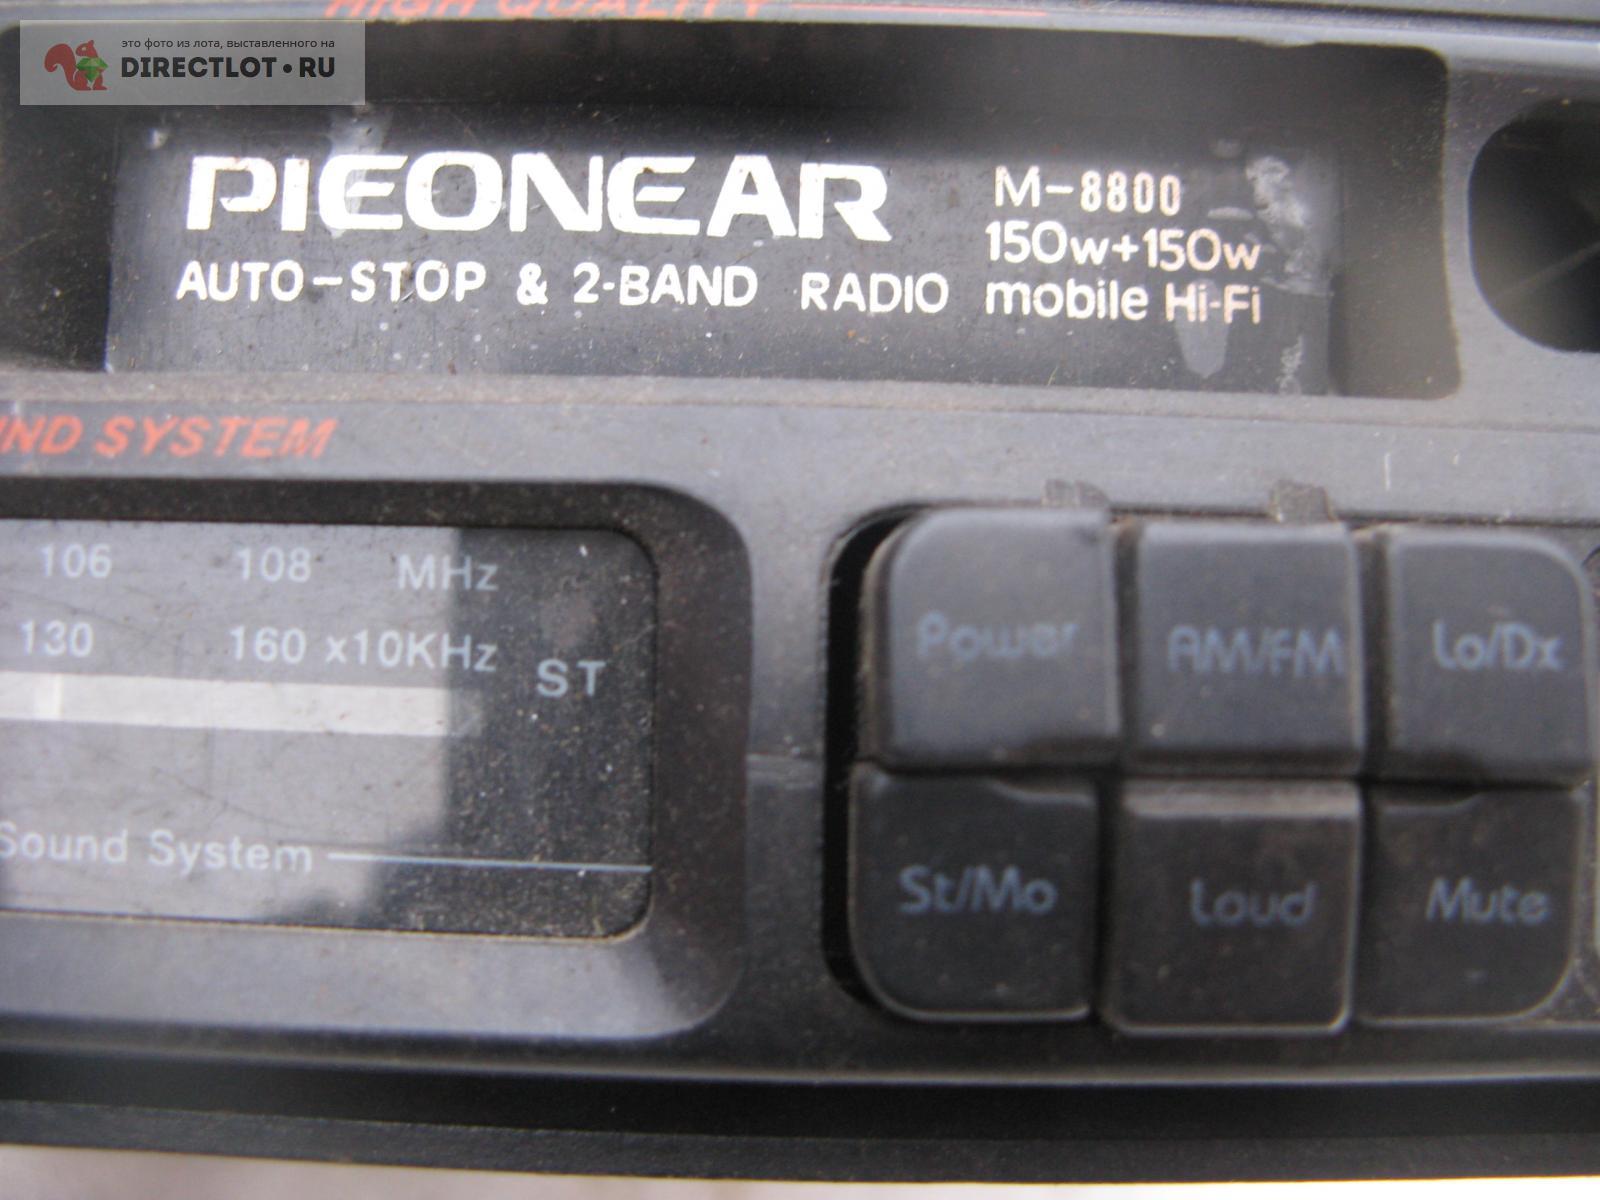 HIGH QUALITY
это фото из лота, выставленного на
DIRECTLOT•RU
PIEONEAR
M-8800
150w+150w
AUTO-STOP & 2-BAND RADIO
mobile Hi-Fi
SYSTEM
106 108 MHz
130 160 x10KHz
ST
Sound System
Power AM/FM Lo/Dx
St/Mo Loud Mute